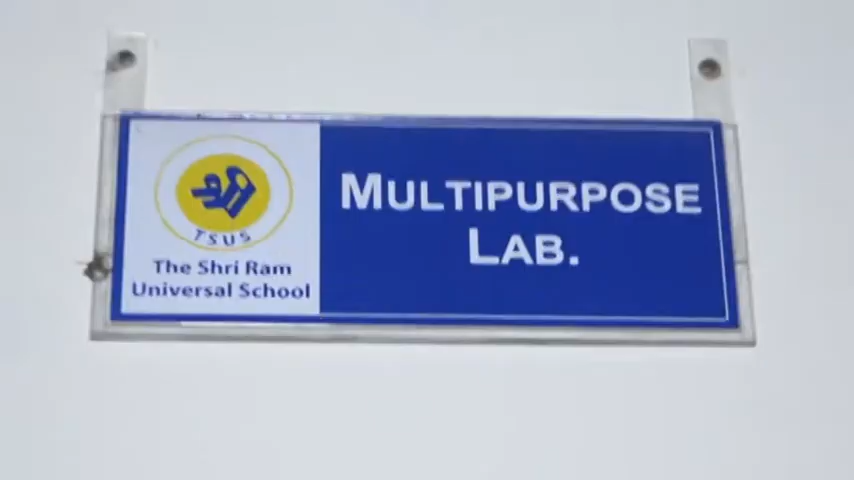 TSUS
The Shri Ram
Universal School
MULTIPURPOSE
LAB.